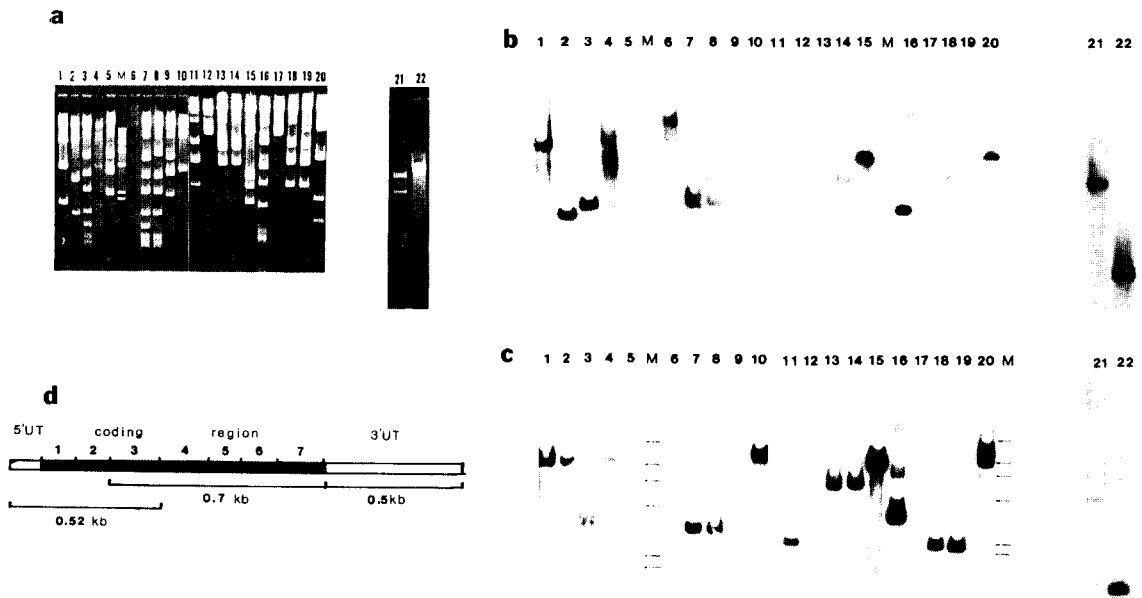 a
1 2 3 4 5 M 6 7 8 9 10 11 12 13 14 15 16 17 18 19 20
21 22
b
1 2 3 4 5 M 6 7 8 9 10 11 12 13 14 15 M 16 17 18 19 20
21 22
c
1 2 3 4 5 M 6 7 8 9 10 11 12 13 14 15 16 17 18 19 20 M
21 22
d
5'UT coding region 3'UT
1 2 3 4 5 6 7
0.7 kb 0.5kb
0.52 kb